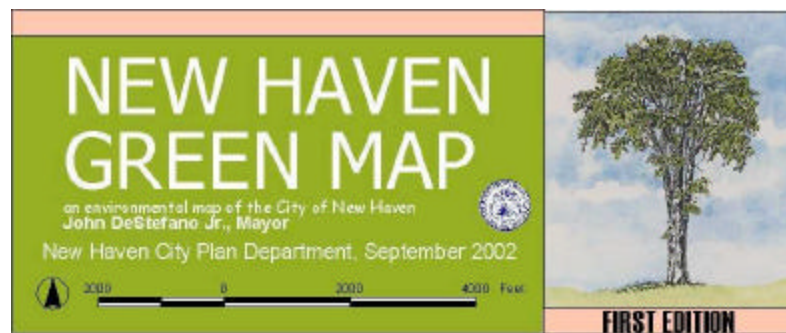 NEW HAVEN
GREEN MAP
an environmental map of the City of New Haven
John DeStefano Jr., Mayor
New Haven City Plan Department, September 2002
2000 0 2000 4000 Feet
FIRST EDITION